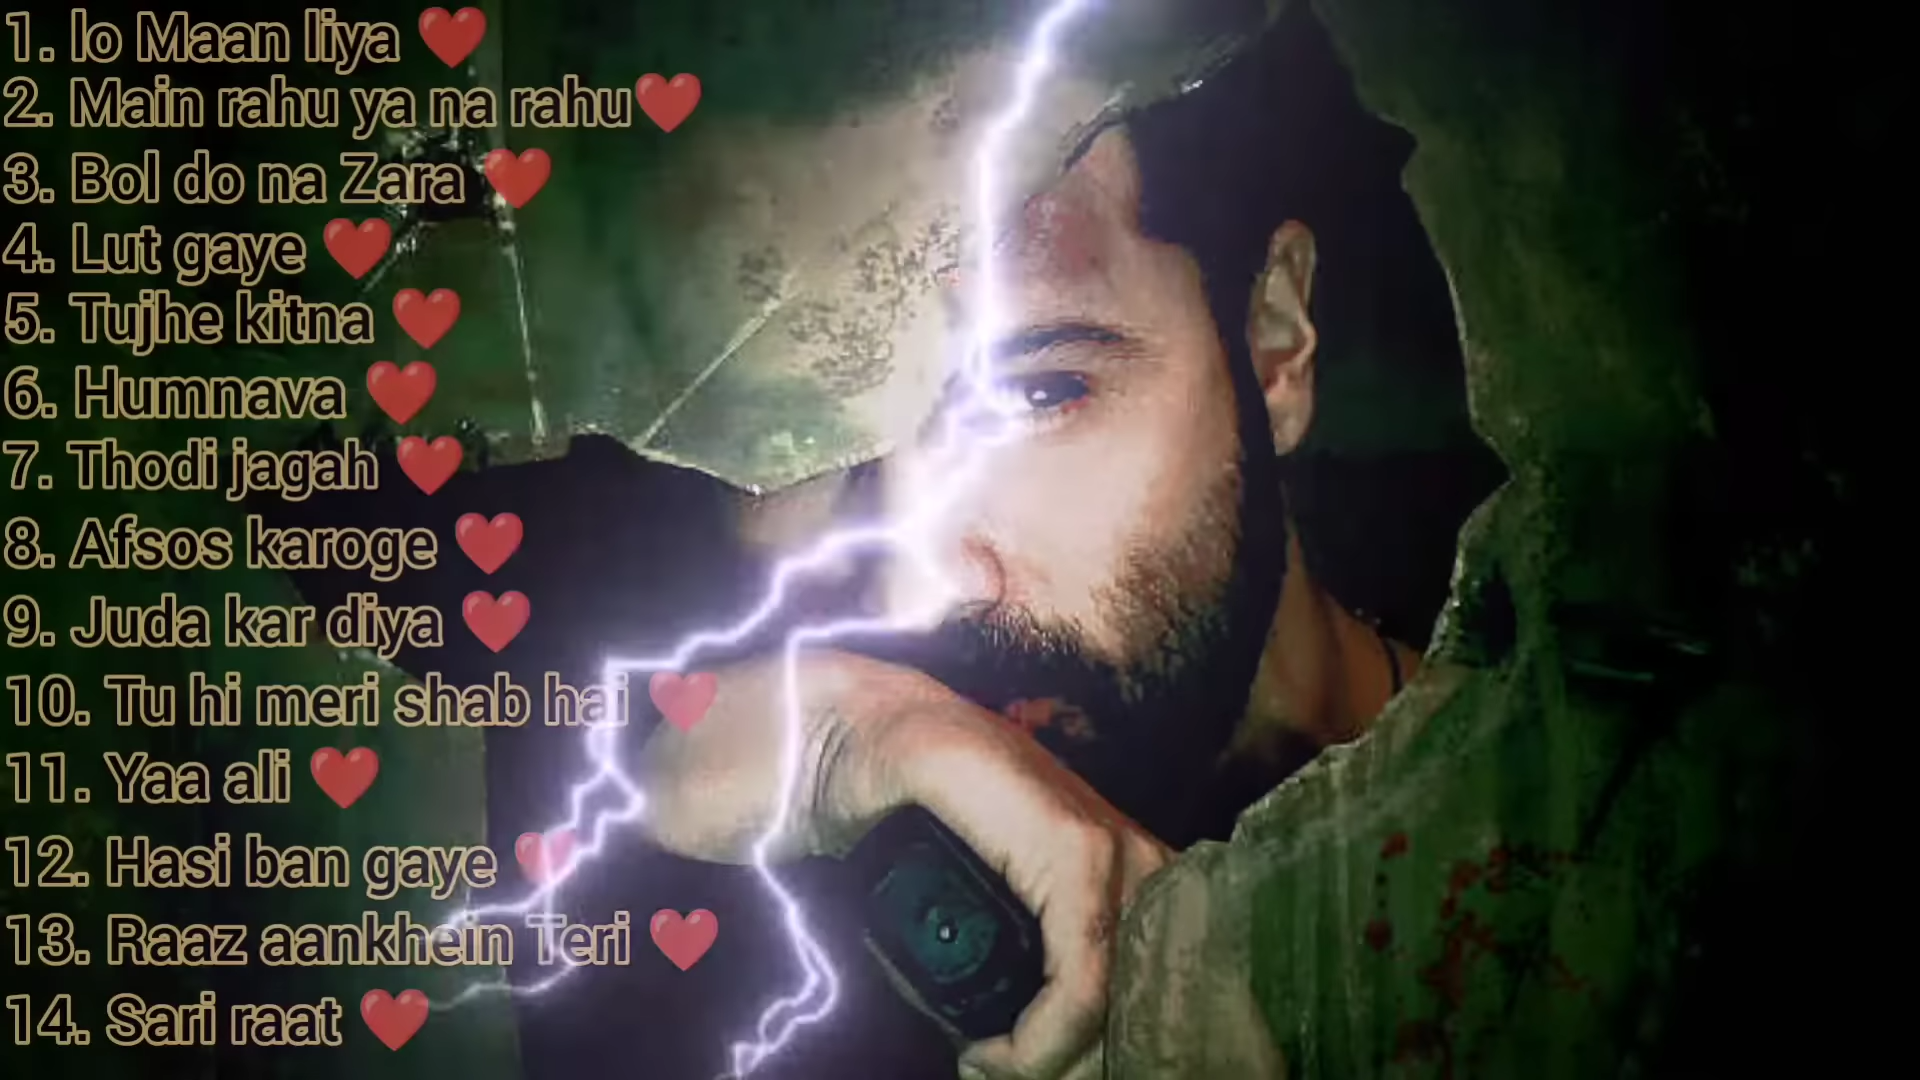 1. lo Maan liya ❤️
2. Main rahu ya na rahu❤️
3. Bol do na Zara ❤️
4. Lut gaye ❤️
5. Tujhe kitna ❤️
6. Humnava ❤️
7. Thodi jagah ❤️
8. Afsos karoge ❤️
9. Juda kar diya ❤️
10. Tu hi meri shab hai ❤️
11. Yaa ali ❤️
12. Hasi ban gaye ❤️
13. Raaz aankhein Teri ❤️
14. Sari raat ❤️